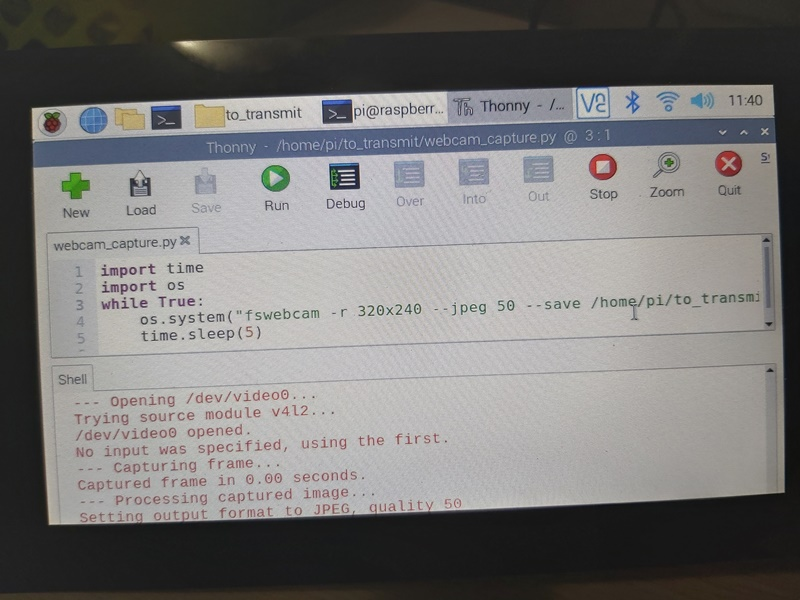 to_transmit pi@raspberr... Thonny - /... V2 11:40
Thonny - /home/pi/to_transmit/webcam_capture.py @ 3 : 1
New Load Save Run Debug Over Into Out Stop Zoom Quit
webcam_capture.py
1 import time
2 import os
3 while True:
4 os.system("fswebcam -r 320x240 --jpeg 50 --save /home/pi/to_transmi
5 time.sleep(5)
Shell
--- Opening /dev/video0...
Trying source module v4l2...
/dev/video0 opened.
No input was specified, using the first.
--- Capturing frame...
Captured frame in 0.00 seconds.
--- Processing captured image...
Setting output format to JPEG, quality 50